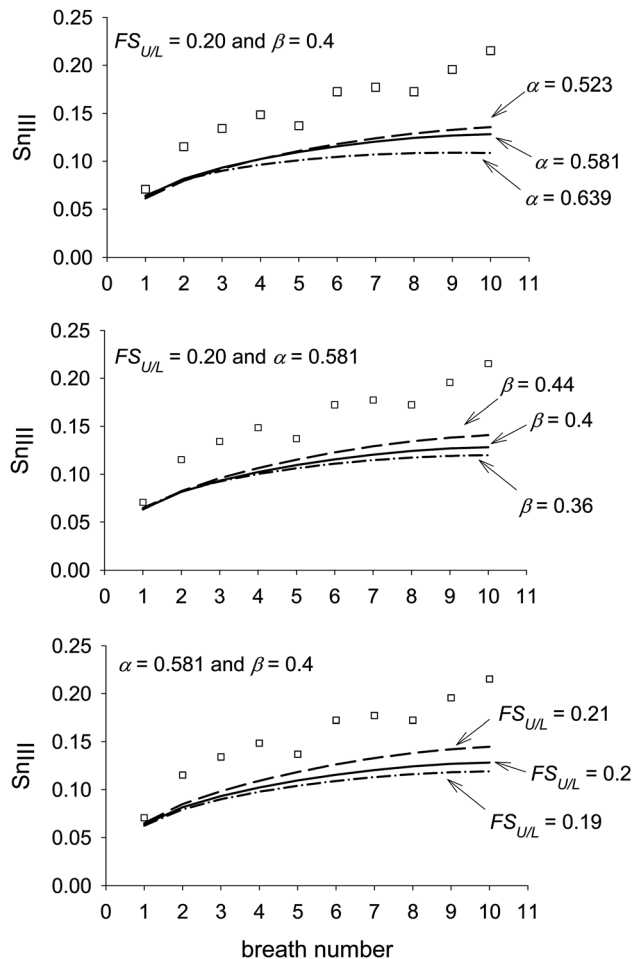 FS_{U/L} = 0.20 and β = 0.4
0.25
0.20
0.15
0.10
0.05
0.00
SnIII
α = 0.523
α = 0.581
α = 0.639
0 1 2 3 4 5 6 7 8 9 10 11
FS_{U/L} = 0.20 and α = 0.581
0.25
0.20
0.15
0.10
0.05
0.00
SnIII
β = 0.44
β = 0.4
β = 0.36
0 1 2 3 4 5 6 7 8 9 10 11
α = 0.581 and β = 0.4
0.25
0.20
0.15
0.10
0.05
0.00
SnIII
FS_{U/L} = 0.21
FS_{U/L} = 0.2
FS_{U/L} = 0.19
0 1 2 3 4 5 6 7 8 9 10 11
breath number